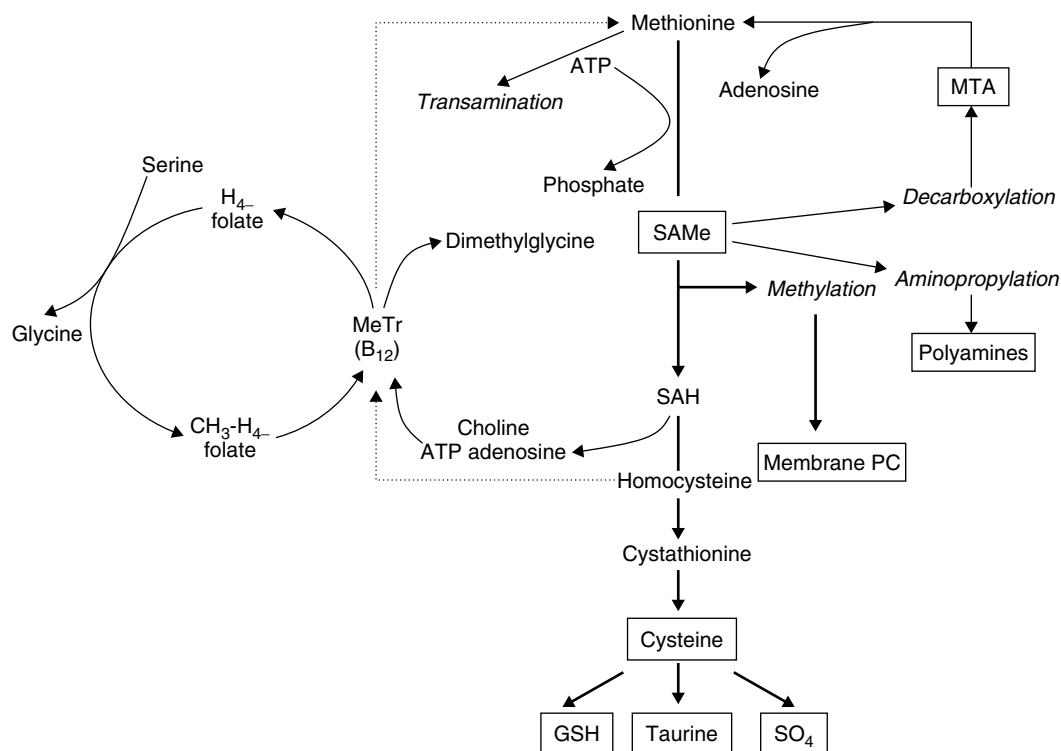 Methionine
ATP
Adenosine
MTA
Transamination
Serine
Phosphate
H4–
folate
Decarboxylation
SAMe
Dimethylglycine
Aminopropylation
Methylation
Glycine
MeTr
(B12)
Polyamines
SAH
CH3-H4–
folate
Choline
ATP adenosine
Membrane PC
Homocysteine
Cystathionine
Cysteine
GSH
Taurine
SO4